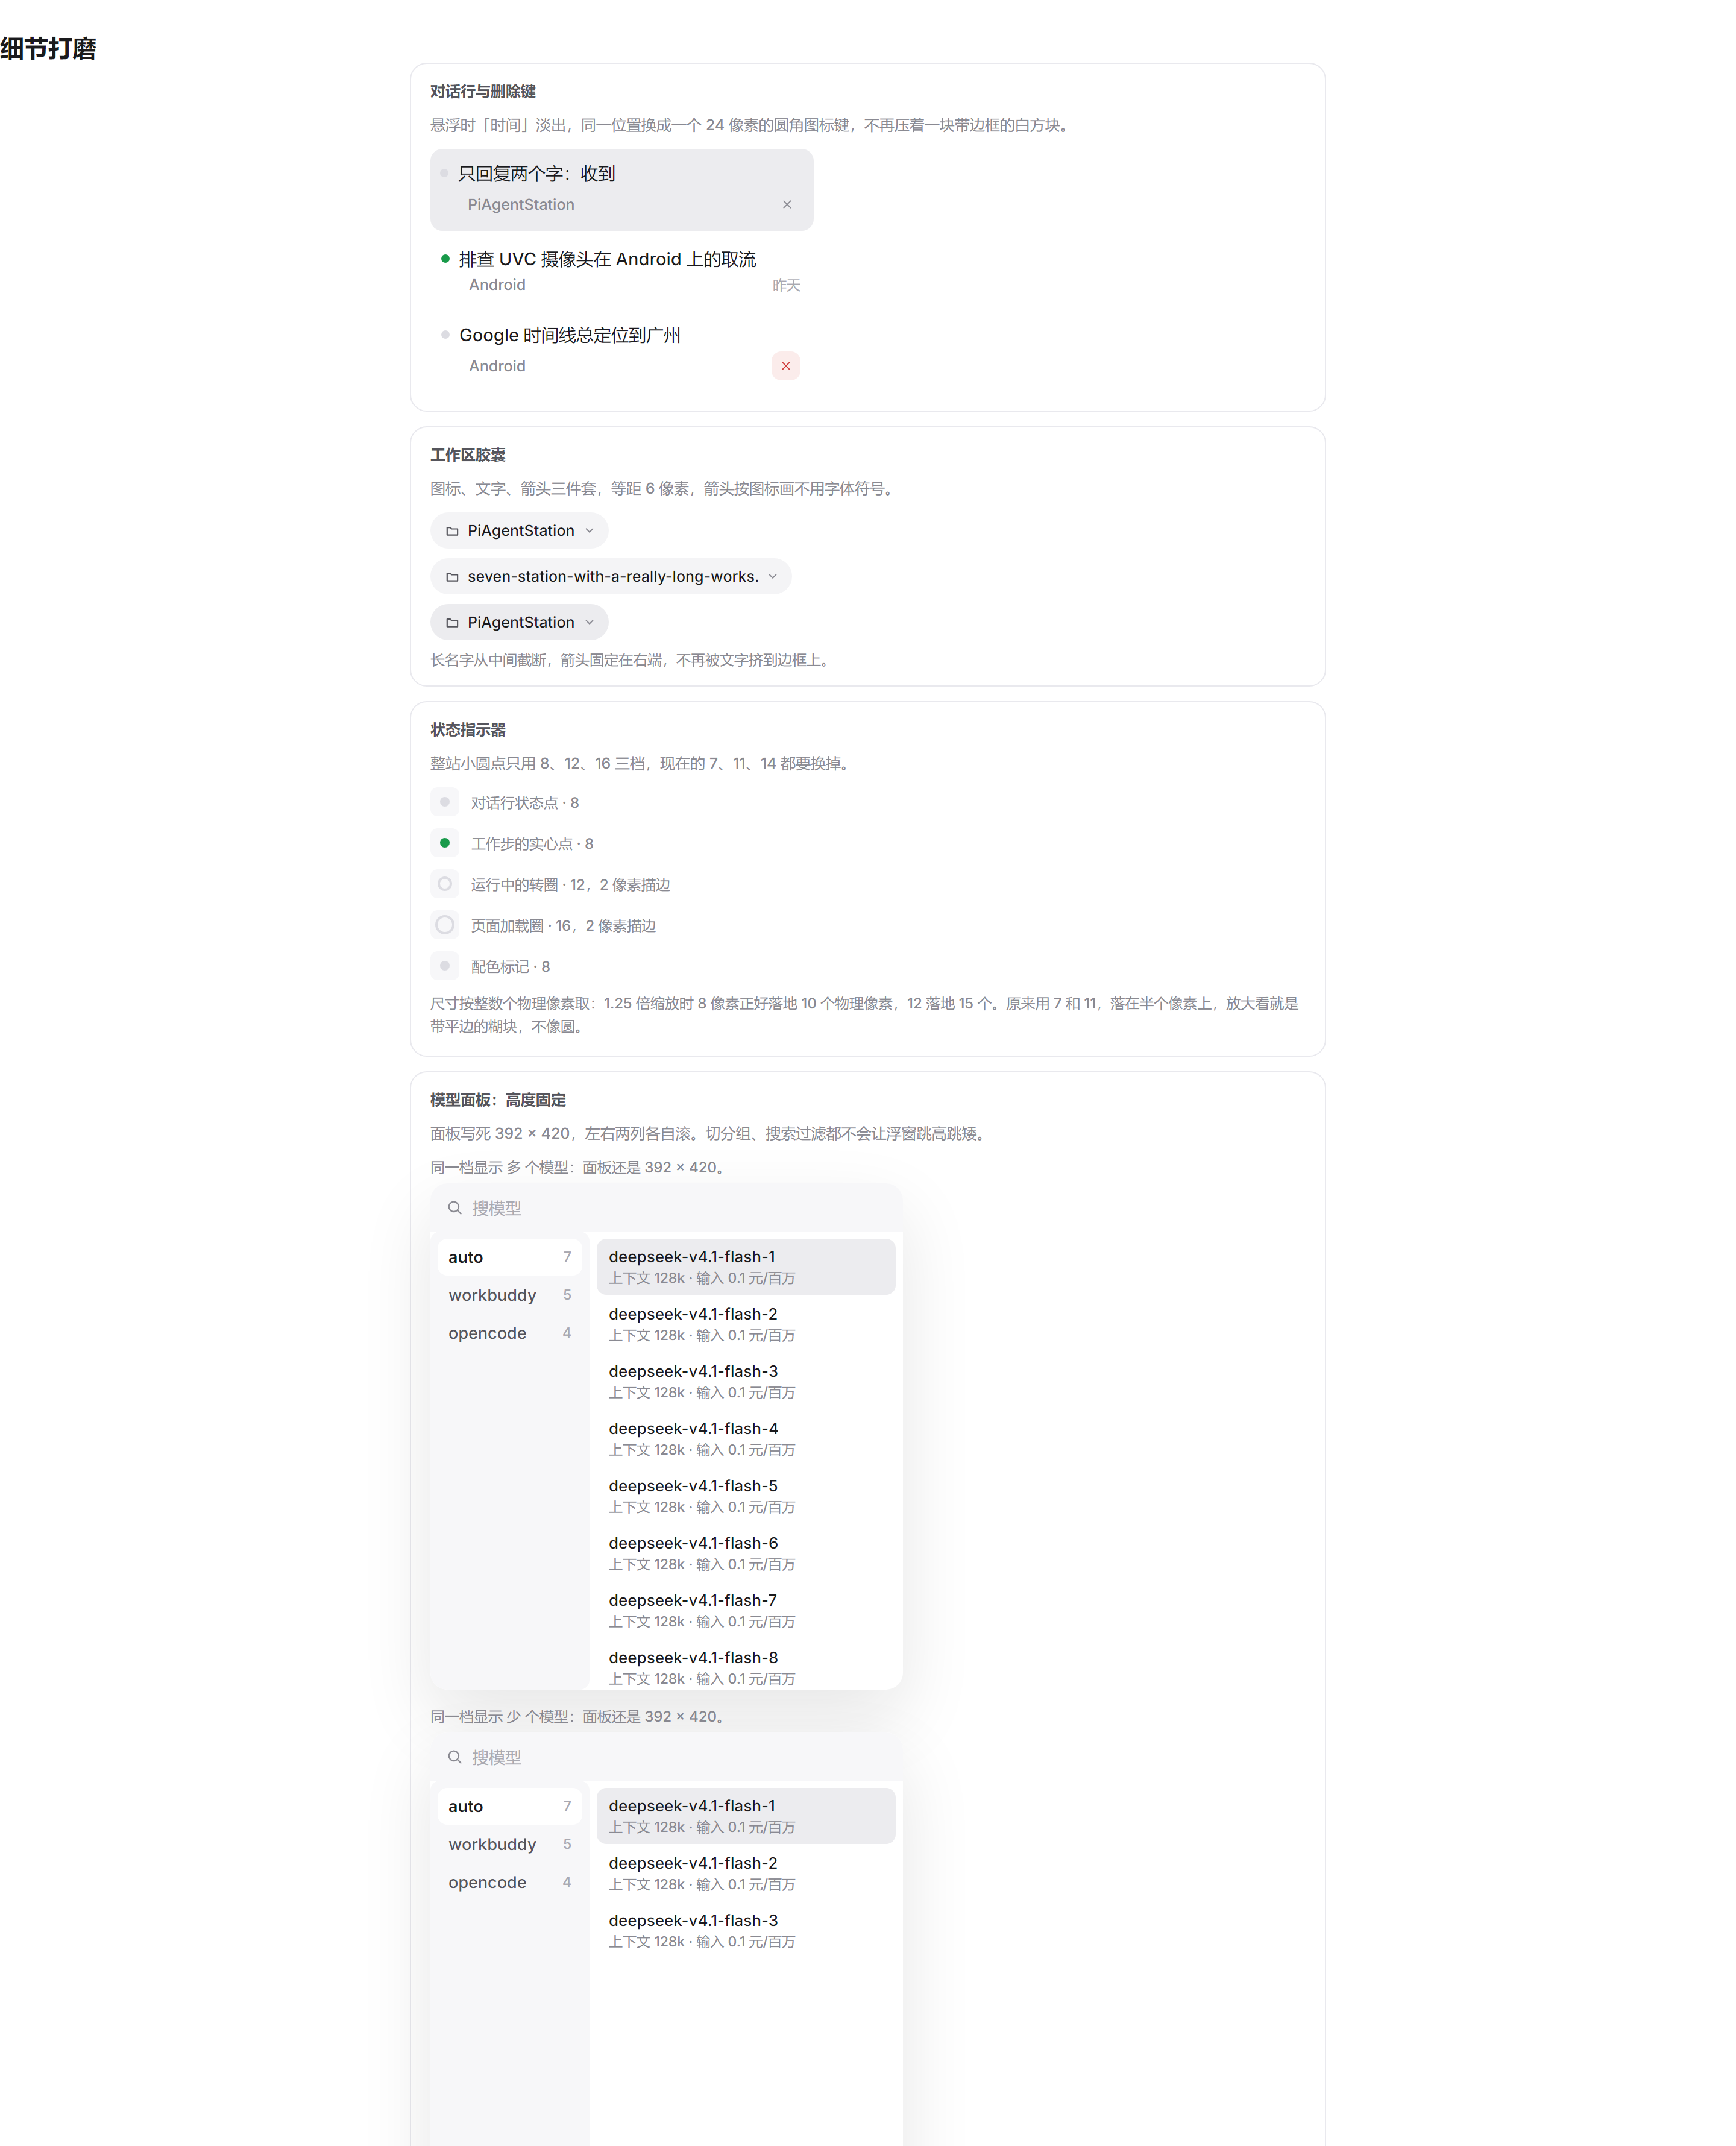 细节打磨
对话行与删除键
悬浮时「时间」淡出，同一位置换成一个 24 像素的圆角图标键，不再压着一块带边框的白方块。
只回复两个字：收到
PiAgentStation
排查 UVC 摄像头在 Android 上的取流
Android 昨天
Google 时间线总定位到广州
Android
工作区胶囊
图标、文字、箭头三件套，等距 6 像素，箭头按图标画不用字体符号。
PiAgentStation
seven-station-with-a-really-long-works.
PiAgentStation
长名字从中间截断，箭头固定在右端，不再被文字挤到边框上。
状态指示器
整站小圆点只用 8、12、16 三档，现在的 7、11、14 都要换掉。
对话行状态点 · 8
工作步的实心点 · 8
运行中的转圈 · 12，2 像素描边
页面加载圈 · 16，2 像素描边
配色标记 · 8
尺寸按整数个物理像素取：1.25 倍缩放时 8 像素正好落地 10 个物理像素，12 落地 15 个。原来用 7 和 11，落在半个像素上，放大看就是
带平边的糊块，不像圆。
模型面板：高度固定
面板写死 392 × 420，左右两列各自滚。切分组、搜索过滤都不会让浮窗跳高跳矮。
同一档显示 多 个模型：面板还是 392 × 420。
搜模型
auto 7
workbuddy 5
opencode 4
deepseek-v4.1-flash-1
上下文 128k · 输入 0.1 元/百万
deepseek-v4.1-flash-2
上下文 128k · 输入 0.1 元/百万
deepseek-v4.1-flash-3
上下文 128k · 输入 0.1 元/百万
deepseek-v4.1-flash-4
上下文 128k · 输入 0.1 元/百万
deepseek-v4.1-flash-5
上下文 128k · 输入 0.1 元/百万
deepseek-v4.1-flash-6
上下文 128k · 输入 0.1 元/百万
deepseek-v4.1-flash-7
上下文 128k · 输入 0.1 元/百万
deepseek-v4.1-flash-8
上下文 128k · 输入 0.1 元/百万
同一档显示 少 个模型：面板还是 392 × 420。
搜模型
auto 7
workbuddy 5
opencode 4
deepseek-v4.1-flash-1
上下文 128k · 输入 0.1 元/百万
deepseek-v4.1-flash-2
上下文 128k · 输入 0.1 元/百万
deepseek-v4.1-flash-3
上下文 128k · 输入 0.1 元/百万